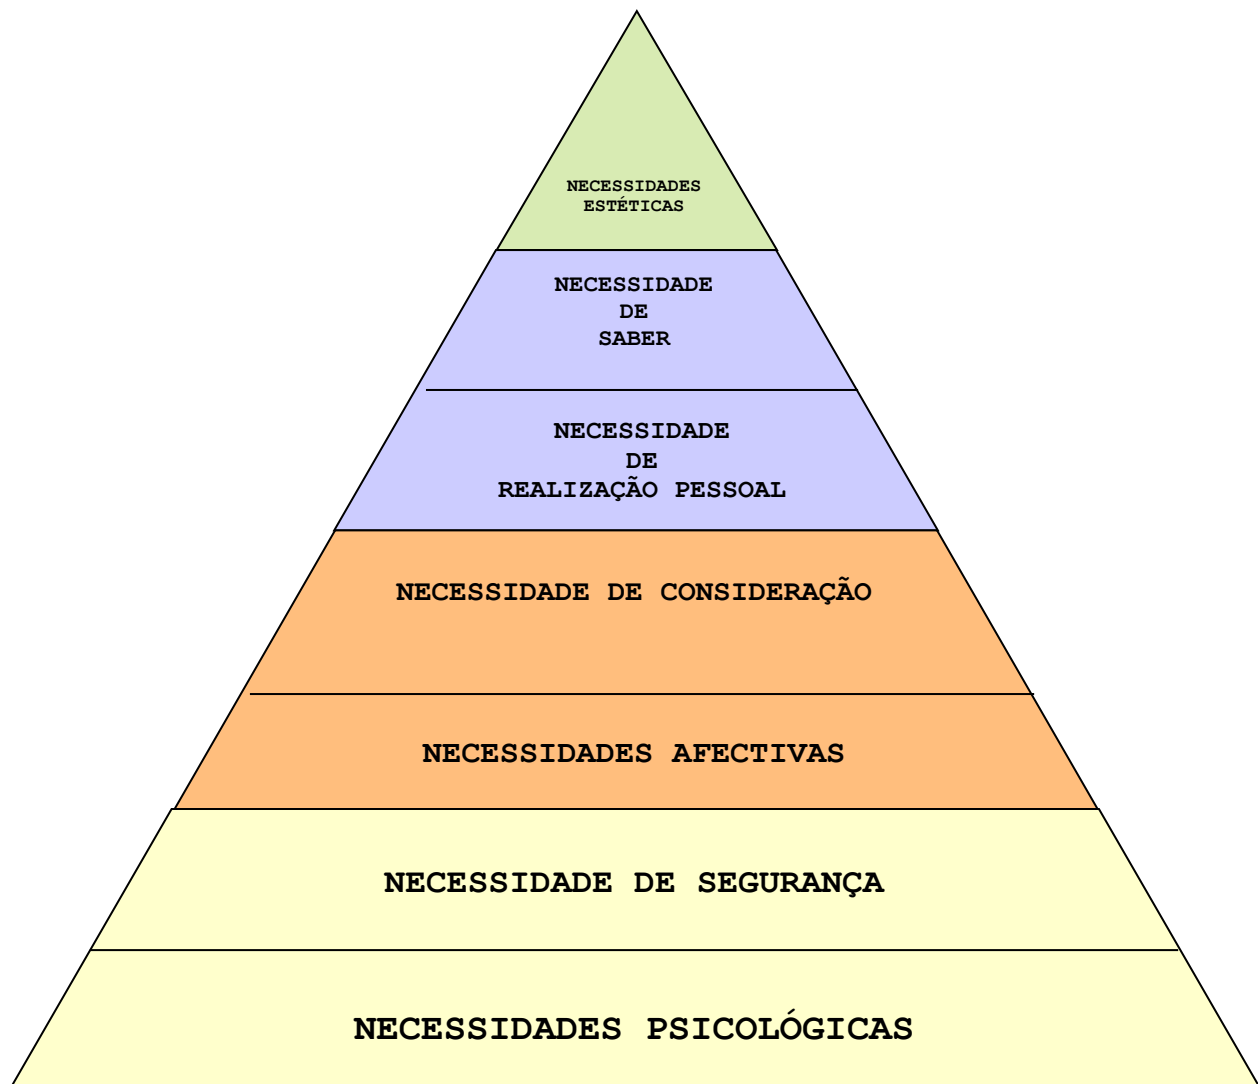 NECESSIDADES
ESTÉTICAS
NECESSIDADE
DE
SABER
NECESSIDADE
DE
REALIZAÇÃO PESSOAL
NECESSIDADE DE CONSIDERAÇÃO
NECESSIDADES AFECTIVAS
NECESSIDADE DE SEGURANÇA
NECESSIDADES PSICOLÓGICAS